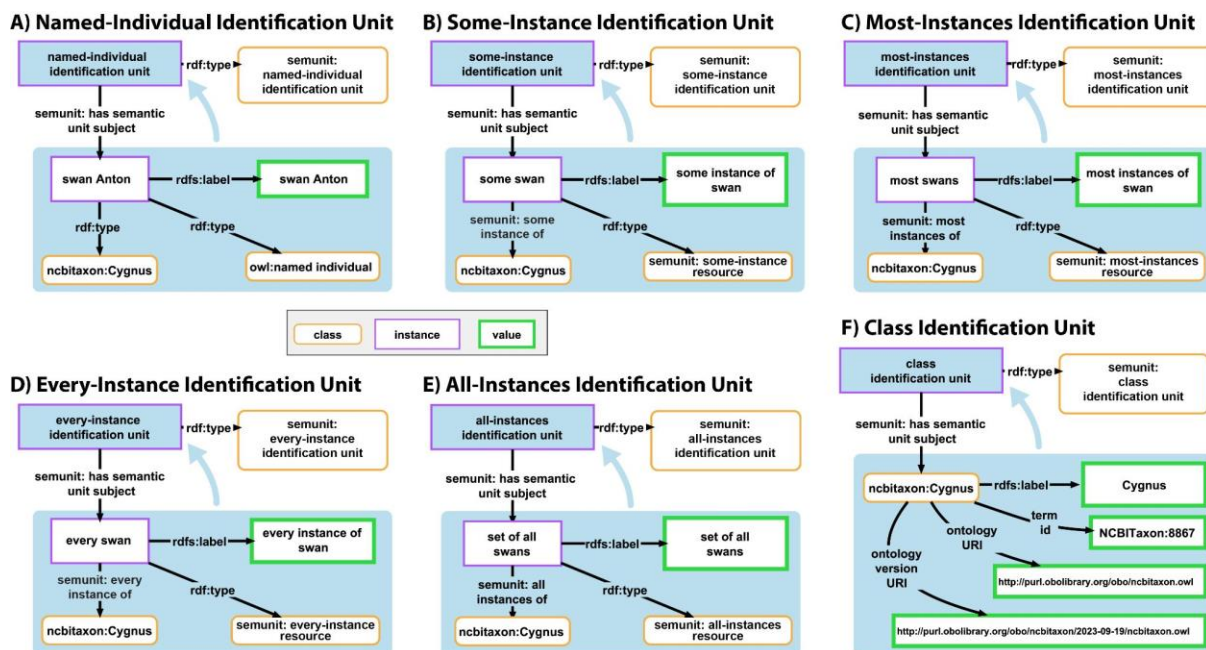 A) Named-Individual Identification Unit
named-individual
identification unit
rdf:type
semunit:
named-individual
identification unit
semunit: has semantic
unit subject
swan Anton
rdfs:label
swan Anton
rdf:type
rdf:type
ncbitaxon:Cygnus
owl:named individual
B) Some-Instance Identification Unit
some-instance
identification unit
rdf:type
semunit:
some-instance
identification unit
semunit: has semantic
unit subject
some swan
rdfs:label
some instance of
swan
semunit: some
instance of
rdf:type
ncbitaxon:Cygnus
semunit: some-instance
resource
C) Most-Instances Identification Unit
most-instances
identification unit
rdf:type
semunit:
most-instances
identification unit
semunit: has semantic
unit subject
most swans
rdfs:label
most instances of
swan
semunit: most
instances of
rdf:type
ncbitaxon:Cygnus
semunit: most-instances
resource
class
instance
value
D) Every-Instance Identification Unit
every-instance
identification unit
rdf:type
semunit:
every-instance
identification unit
semunit: has semantic
unit subject
every swan
rdfs:label
every instance of
swan
semunit: every
instance of
rdf:type
ncbitaxon:Cygnus
semunit: every-instance
resource
E) All-Instances Identification Unit
all-instances
identification unit
rdf:type
semunit:
all-instances
identification unit
semunit: has semantic
unit subject
set of all
swans
rdfs:label
set of all
swans
semunit: all
instances of
rdf:type
ncbitaxon:Cygnus
semunit: all-instances
resource
F) Class Identification Unit
class
identification unit
rdf:type
semunit:
class
identification unit
semunit: has semantic
unit subject
ncbitaxon:Cygnus
rdfs:label
Cygnus
term
id
NCBITaxon:8867
ontology
URI
http://purl.obolibrary.org/obo/ncbitaxon.owl
ontology
version
URI
http://purl.obolibrary.org/obo/ncbitaxon/2023-09-19/ncbitaxon.owl